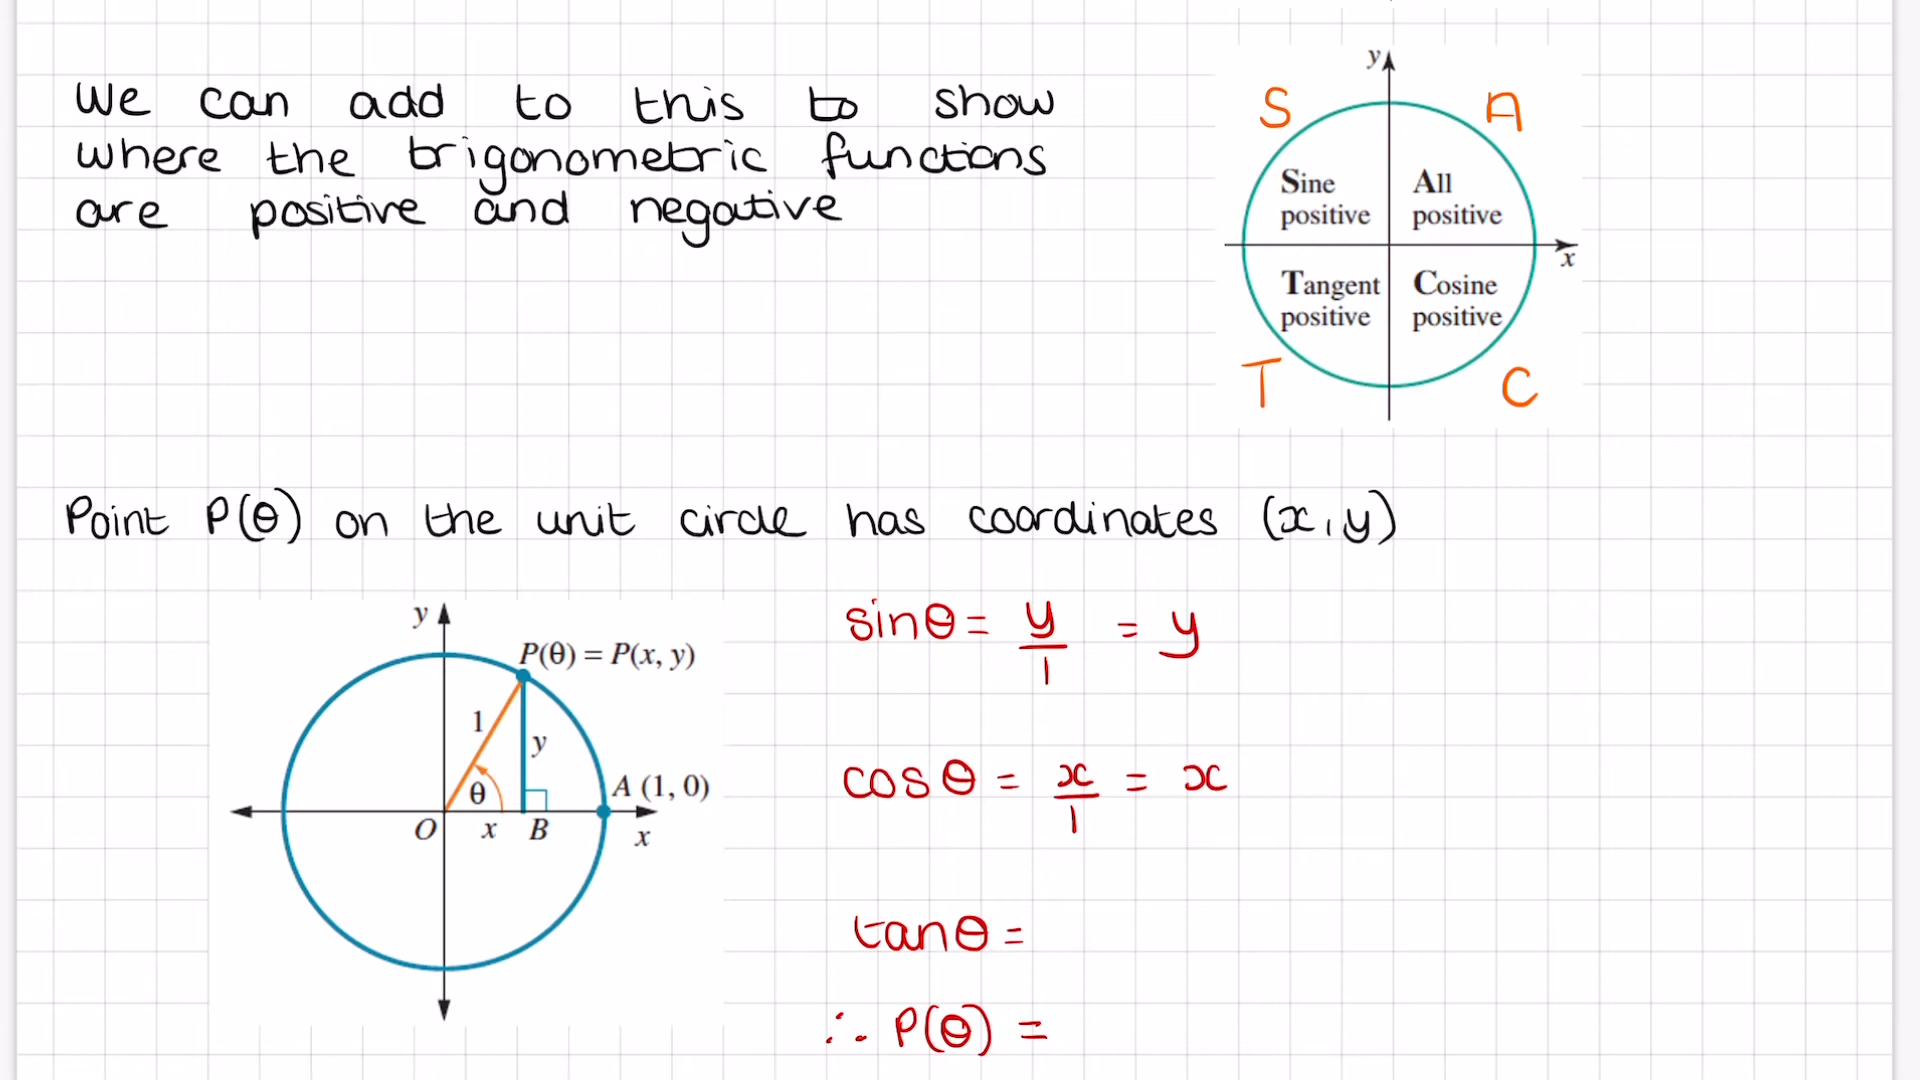 We can add to this to show
where the trigonometric functions
are positive and negative
y
S
A
Sine positive
All positive
x
Tangent positive
Cosine positive
T
C
Point P(θ) on the unit circle has coordinates (x, y)
y
P(θ) = P(x, y)
1
y
θ
A (1, 0)
O
x
B
x
sinθ = y/1 = y
cosθ = x/1 = x
tanθ =
∴ P(θ) =